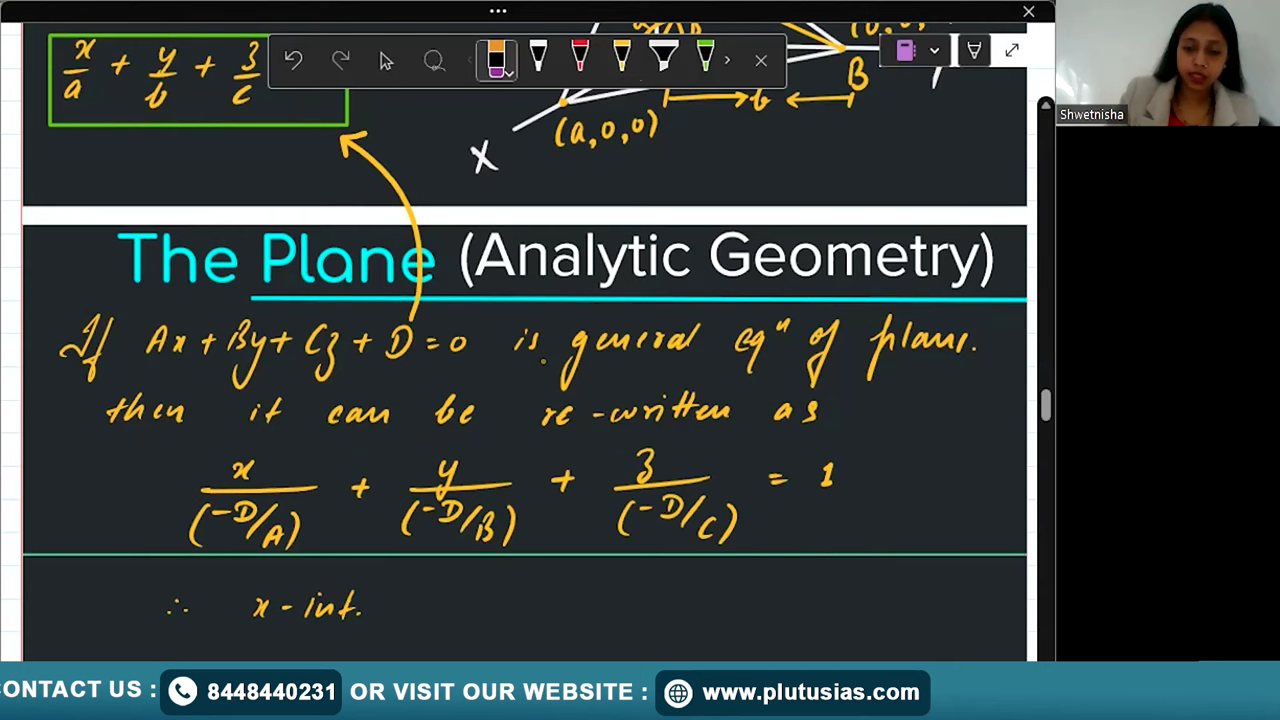 x/a + y/b + z/c
(a,0,0)
b
B
X
Shwetnisha
The Plane (Analytic Geometry)
If Ax + By + Cz + D = 0 is general eqⁿ of plane.
then it can be re-written as
x/(-D/A) + y/(-D/B) + z/(-D/C) = 1
∴ x-int.
CONTACT US : 8448440231 OR VISIT OUR WEBSITE : www.plutusias.com